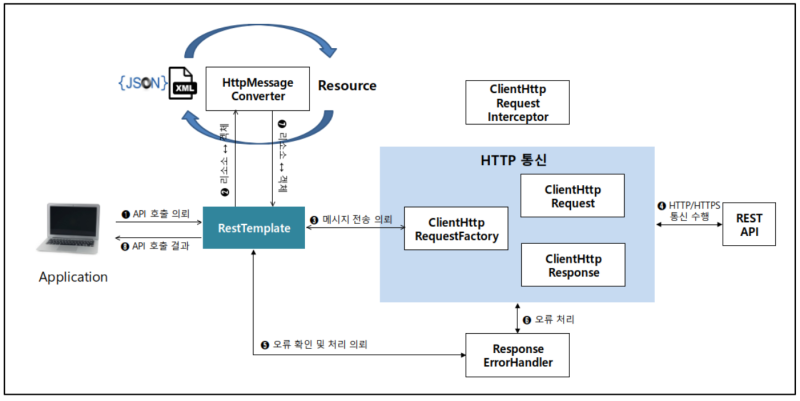 {JSON}
XML
HttpMessage
Converter
Resource
ClientHttp
Request
Interceptor
❷ 리소스 ↔ 객체
❼ 리소스 ↔ 객체
HTTP 통신
❶ API 호출 의뢰
❽ API 호출 결과
Application
RestTemplate
❸ 메시지 전송 의뢰
ClientHttp
RequestFactory
ClientHttp
Request
ClientHttp
Response
❹ HTTP/HTTPS
통신 수행
REST
API
❻ 오류 처리
❺ 오류 확인 및 처리 의뢰
Response
ErrorHandler